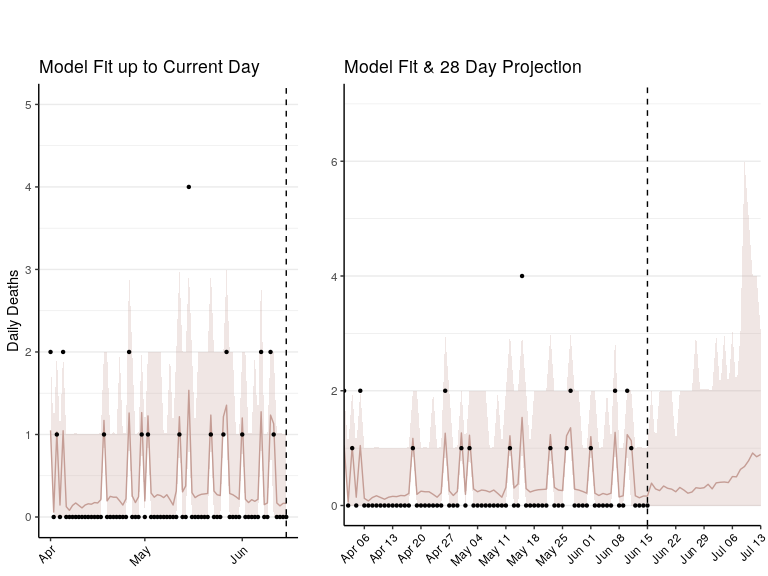 Model Fit up to Current Day
Model Fit & 28 Day Projection
Daily Deaths
5
4
3
2
1
0
Apr
May
Jun
6
4
2
0
Apr 06
Apr 13
Apr 20
Apr 27
May 04
May 11
May 18
May 25
Jun 01
Jun 08
Jun 15
Jun 22
Jun 29
Jul 06
Jul 13